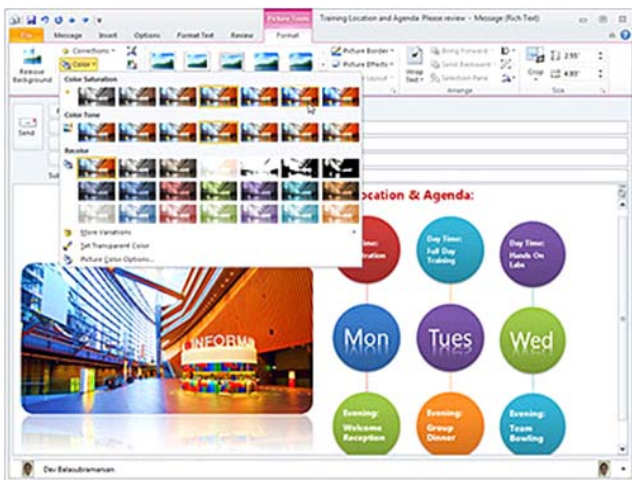 Picture Tools
Training Location and Agenda Please review - Message (Rich Text)
File
Message
Insert
Options
Format Text
Review
Format
Remove
Background
Corrections
Color
Picture Border
Picture Effects
Layout
Wrap
Text
Bring Forward
Send Backward
Selection Pane
Arrange
Crop
2.55"
4.93"
Size
Color Saturation
Color Tone
Recolor
More Variations
Set Transparent Color
Picture Color Options...
Send
ocation & Agenda:
Day Time:
Full Day
Training
Day Time:
Hands On
Labs
INFORM
Mon
Tues
Wed
Evening:
Welcome
Reception
Evening:
Group
Dinner
Evening:
Team
Bowling
Dev Balasubramanian